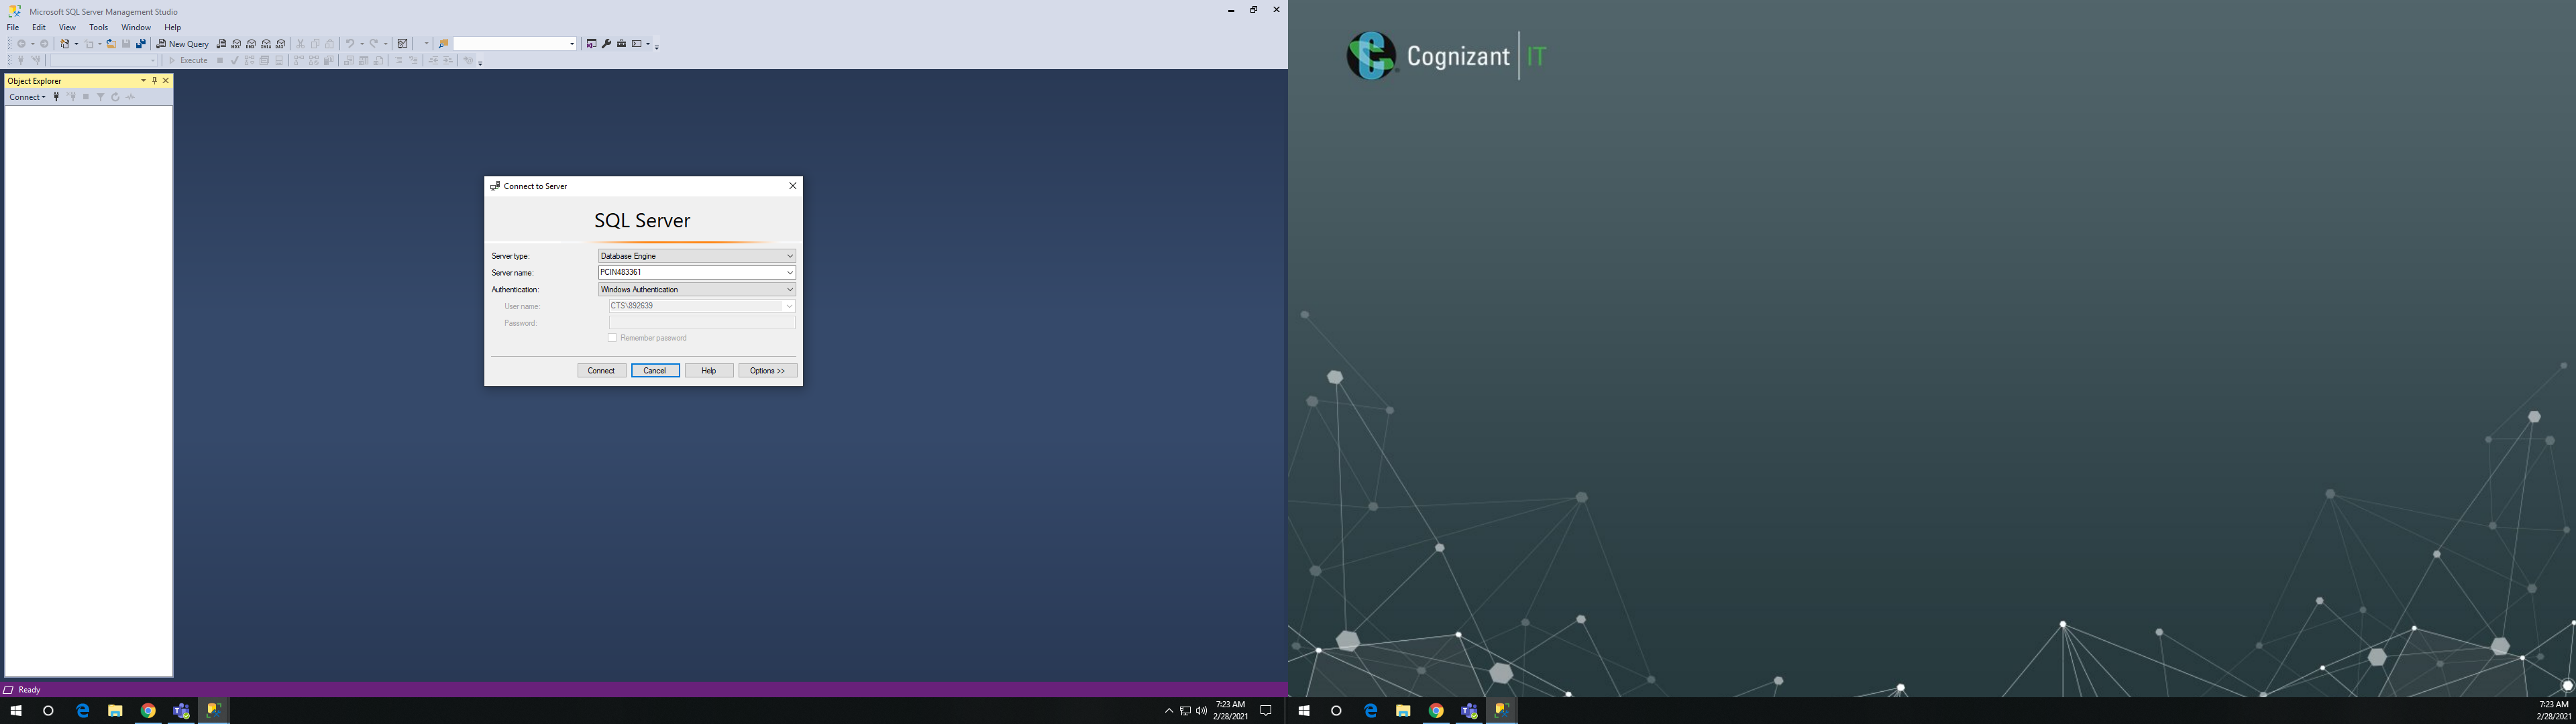 Microsoft SQL Server Management Studio
File Edit View Tools Window Help
New Query
Execute
Object Explorer
Connect
Connect to Server
SQL Server
Server type: Database Engine
Server name: PCIN483361
Authentication: Windows Authentication
User name: CTS\892639
Password:
Remember password
Connect Cancel Help Options >>
Ready
7:23 AM
2/28/2021
Cognizant IT
7:23 AM
2/28/2021